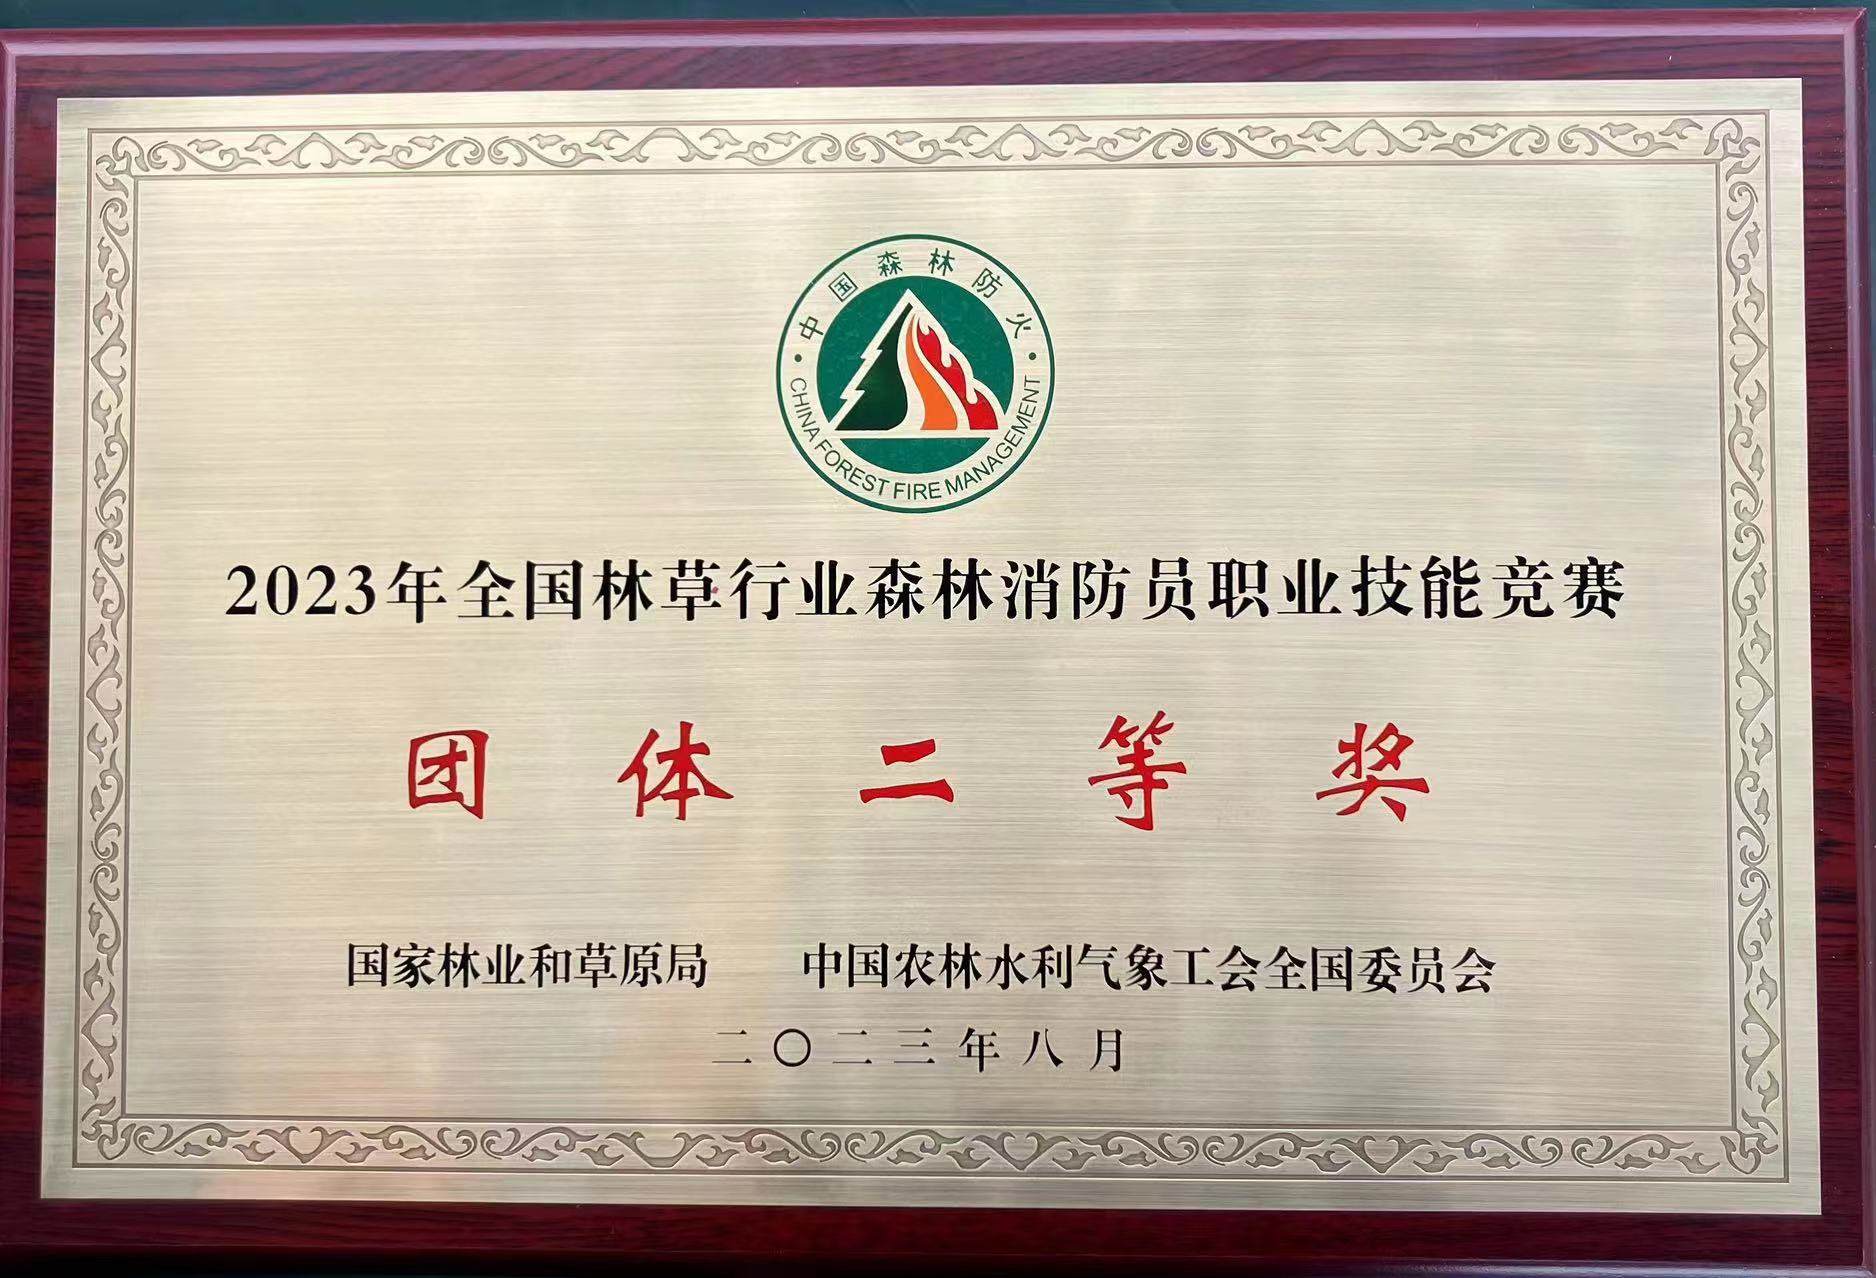 中国森林防火
CHINA FOREST FIRE MANAGEMENT
2023年全国林草行业森林消防员职业技能竞赛
团体二等奖
国家林业和草原局 中国农林水利气象工会全国委员会
二〇二三年八月